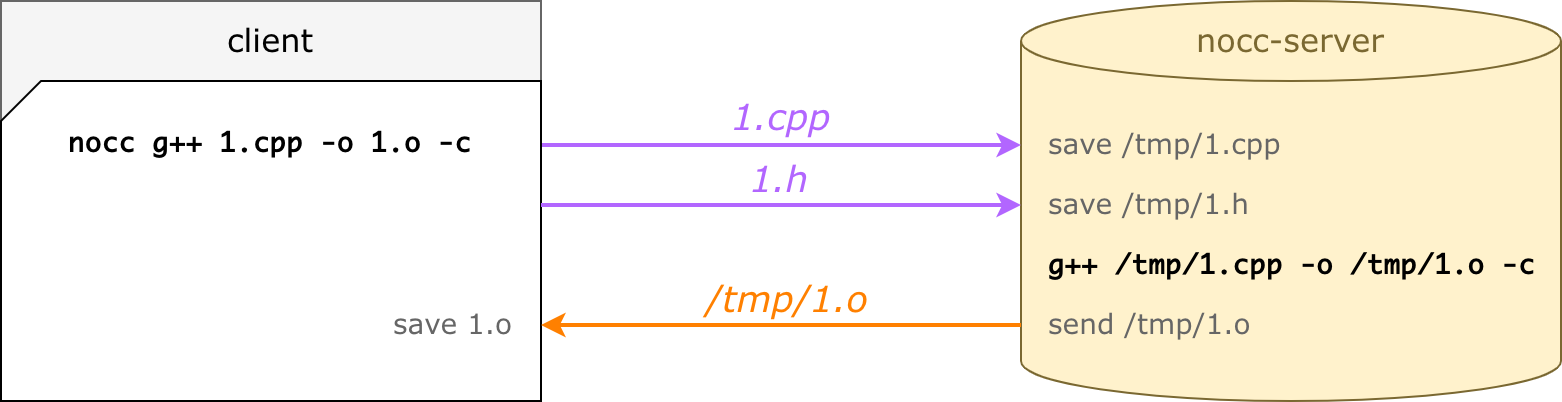 client
nocc-server
nocc g++ 1.cpp -o 1.o -c
1.cpp
save /tmp/1.cpp
1.h
save /tmp/1.h
g++ /tmp/1.cpp -o /tmp/1.o -c
/tmp/1.o
save 1.o
send /tmp/1.o